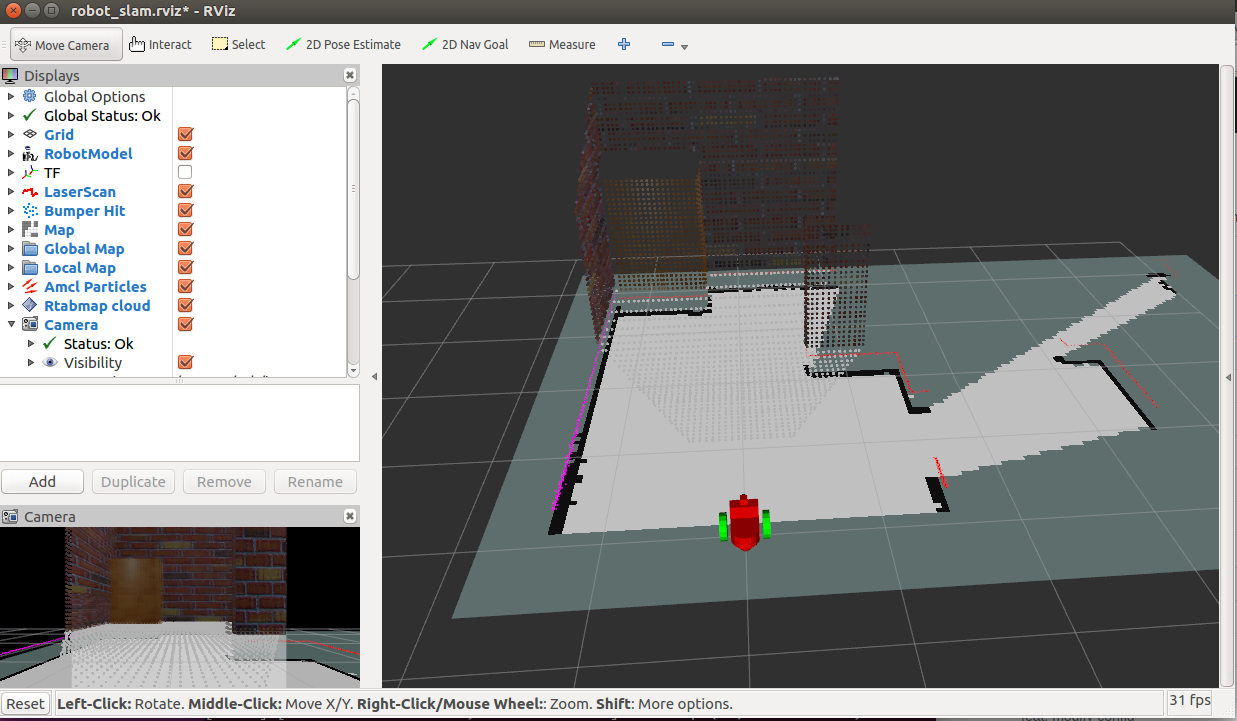 robot_slam.rviz* - RViz
Move Camera Interact Select 2D Pose Estimate 2D Nav Goal Measure
Displays
Global Options
Global Status: Ok
Grid
RobotModel
TF
LaserScan
Bumper Hit
Map
Global Map
Local Map
Amcl Particles
Rtabmap cloud
Camera
Status: Ok
Visibility
Add Duplicate Remove Rename
Camera
Reset Left-Click: Rotate. Middle-Click: Move X/Y. Right-Click/Mouse Wheel:: Zoom. Shift: More options. 31 fps